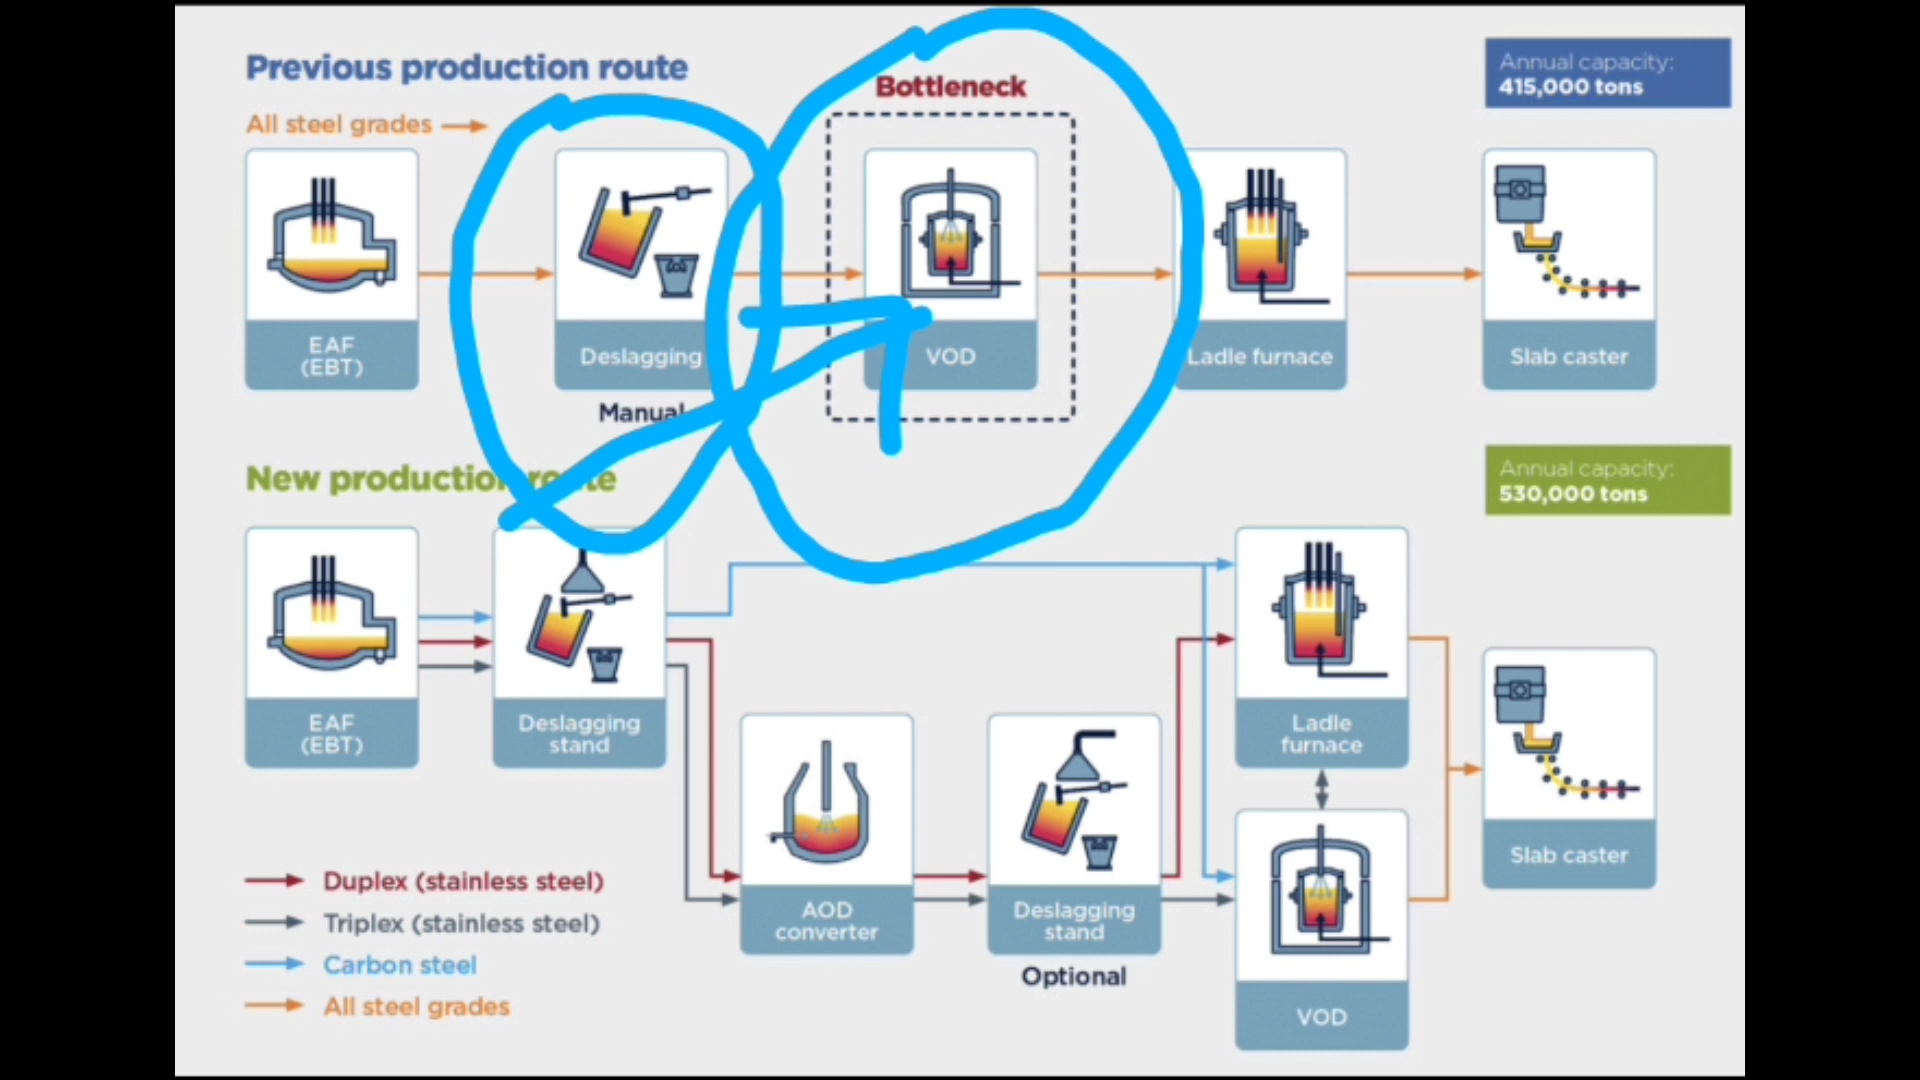 Previous production route
Bottleneck
Annual capacity:
415,000 tons
All steel grades
EAF
(EBT)
Deslagging
VOD
Ladle furnace
Slab caster
Manual
New production route
Annual capacity:
530,000 tons
EAF
(EBT)
Deslagging
stand
Ladle
furnace
AOD
converter
Deslagging
stand
Slab caster
Optional
VOD
Duplex (stainless steel)
Triplex (stainless steel)
Carbon steel
All steel grades